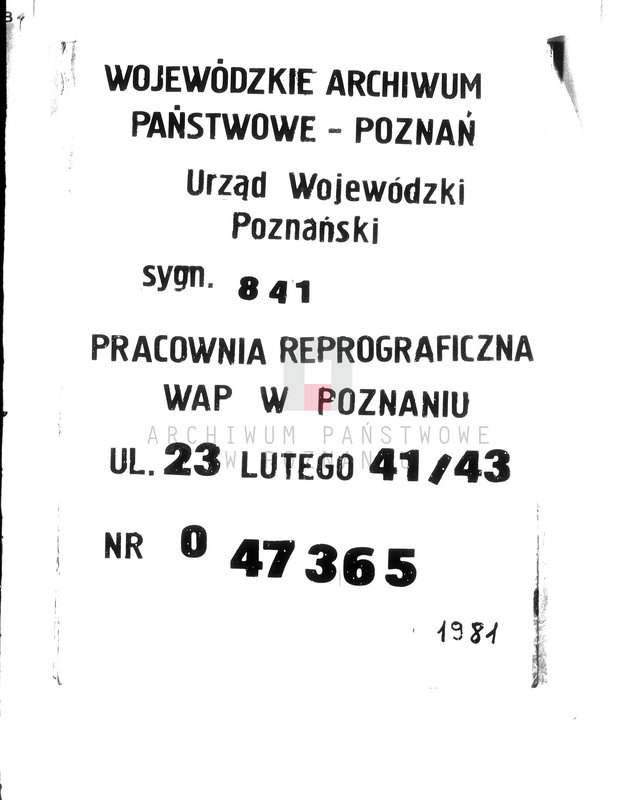 WOJEWÓDZKIE ARCHIWUM
PAŃSTWOWE - POZNAŃ
Urząd Wojewódzki
Poznański
sygn. 841
PRACOWNIA REPROGRAFICZNA
WAP W POZNANIU
ARCHIWUM PAŃSTWOWE
W POZNANIU
UL. 23 LUTEGO 41/43
NR 0 47365
1981